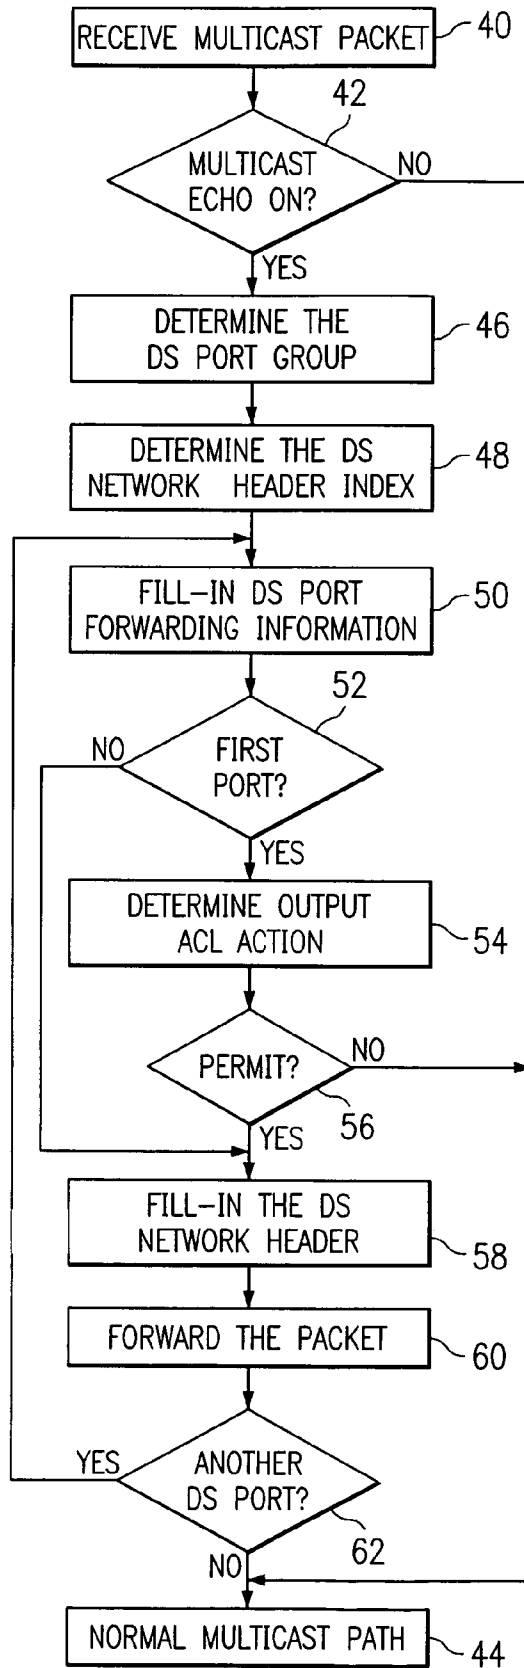 RECEIVE MULTICAST PACKET
40
42
MULTICAST
ECHO ON?
NO
YES
DETERMINE THE
DS PORT GROUP
46
DETERMINE THE DS
NETWORK HEADER INDEX
48
FILL-IN DS PORT
FORWARDING INFORMATION
50
52
NO
FIRST
PORT?
YES
DETERMINE OUTPUT
ACL ACTION
54
PERMIT?
NO
56
YES
FILL-IN THE DS
NETWORK HEADER
58
FORWARD THE PACKET
60
YES
ANOTHER
DS PORT?
62
NO
NORMAL MULTICAST PATH
44